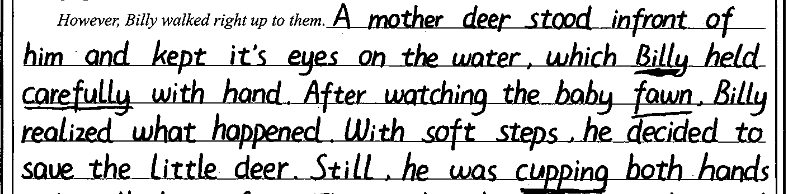 However, Billy walked right up to them. A mother deer stood infront of
him and kept it's eyes on the water, which Billy held
carefully with hand. After watching the baby fawn, Billy
realized what happened. With soft steps, he decided to
save the little deer. Still, he was cupping both hands